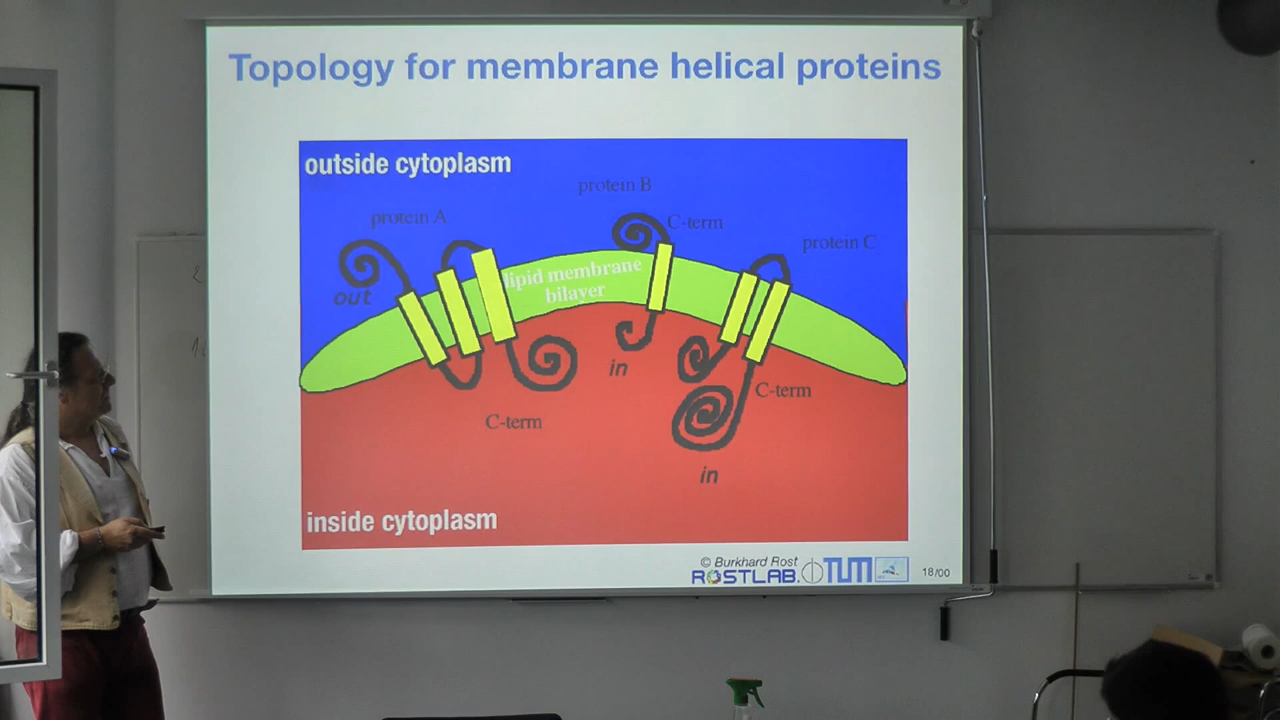 Topology for membrane helical proteins
outside cytoplasm
protein B
protein A
C-term
protein C
out
lipid membrane
bilayer
in
C-term
C-term
in
inside cytoplasm
© Burkhard Rost
ROSTLAB.
TUM
18/00